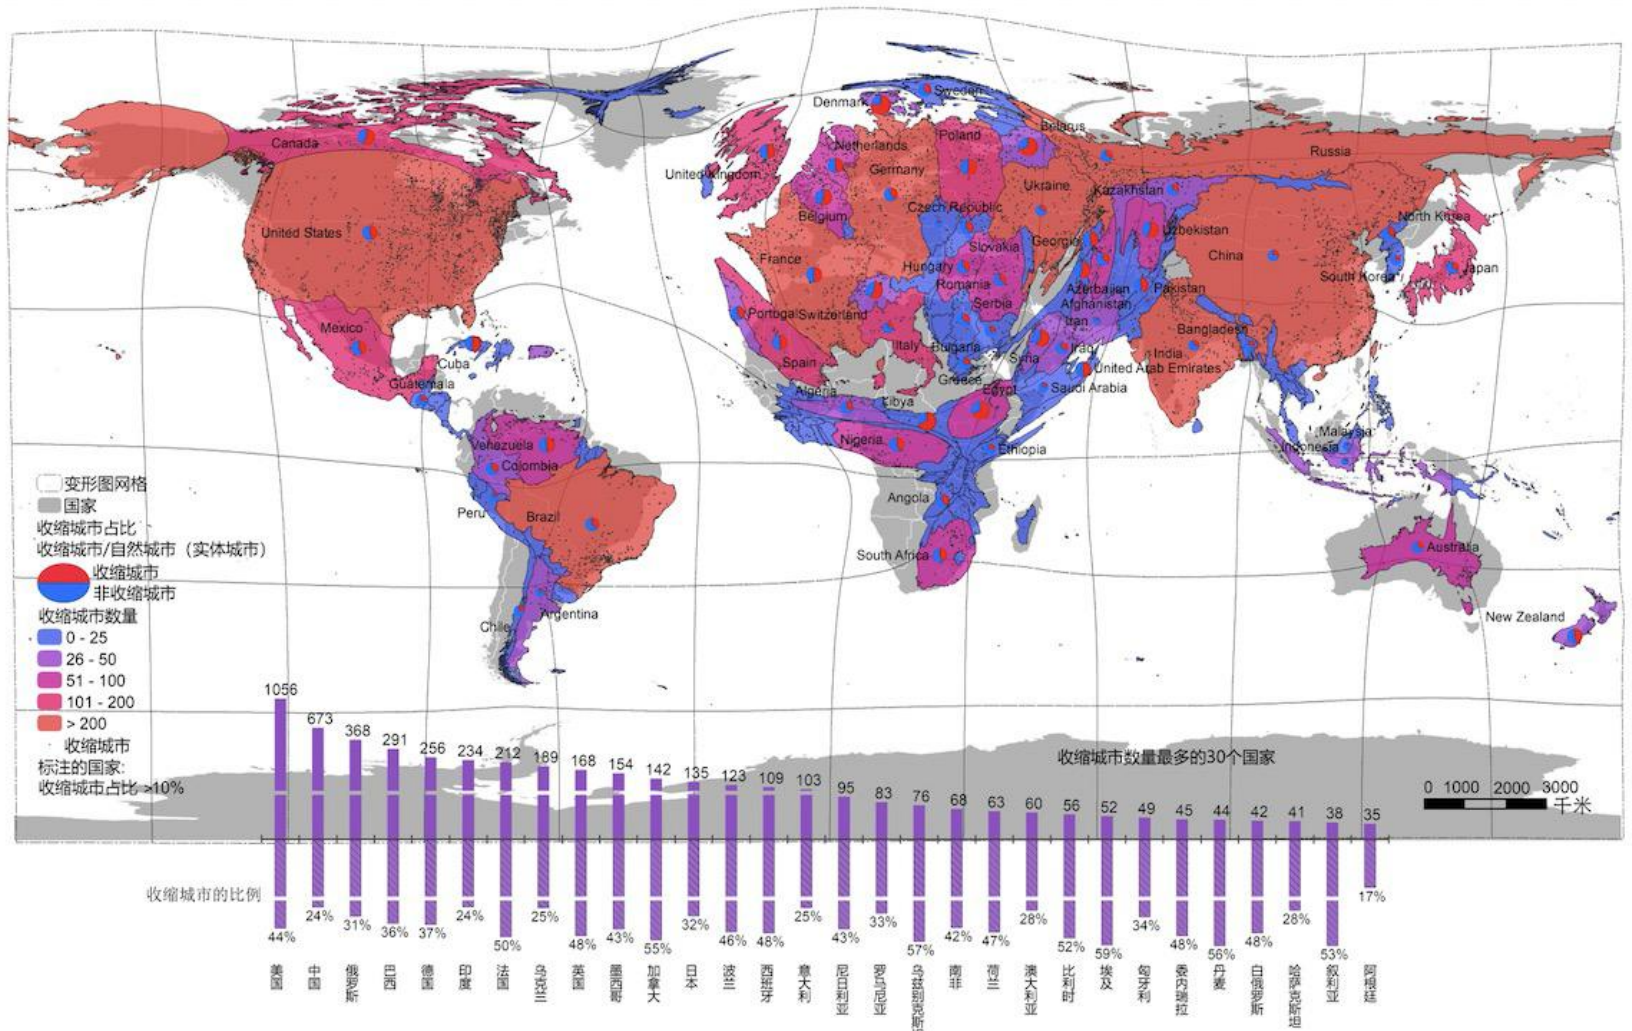 Denmark
Sweden
Belarus
Canada
Netherlands
Poland
Russia
United Kingdom
Germany
Ukraine
Kazakhstan
Belgium
Czech Republic
North Korea
United States
Slovakia
Georgia
Uzbekistan
China
France
Hungary
South Korea
Japan
Romania
Azerbaijan
Pakistan
Serbia
Afghanistan
Mexico
Portugal
Switzerland
Iran
Bangladesh
Italy
Bulgaria
Syria
Iraq
India
Cuba
Spain
United Arab Emirates
Guatemala
Algeria
Greece
Egypt
Saudi Arabia
Libya
Venezuela
Nigeria
Ethiopia
Malaysia
Indonesia
Colombia
Peru
Brazil
Angola
South Africa
Australia
Argentina
Chile
New Zealand
变形图网格
国家
收缩城市占比
收缩城市/自然城市（实体城市）
收缩城市
非收缩城市
收缩城市数量
0 - 25
26 - 50
51 - 100
101 - 200
> 200
收缩城市
标注的国家:
收缩城市占比 >10%
收缩城市数量最多的30个国家
0 1000 2000 3000
千米
1056 673 368 291 256 234 212 189 168 154 142 135 123 109 103 95 83 76 68 63 60 56 52 49 45 44 42 41 38 35
收缩城市的比例
44% 24% 31% 36% 37% 24% 50% 25% 48% 43% 55% 32% 46% 48% 25% 43% 33% 57% 42% 47% 28% 52% 59% 34% 48% 56% 48% 28% 53% 17%
美国
中国
俄罗斯
巴西
德国
印度
法国
乌克兰
英国
墨西哥
加拿大
日本
波兰
西班牙
意大利
尼日利亚
罗马尼亚
乌兹别克斯坦
南非
荷兰
澳大利亚
比利时
埃及
匈牙利
委内瑞拉
丹麦
白俄罗斯
哈萨克斯坦
叙利亚
阿根廷